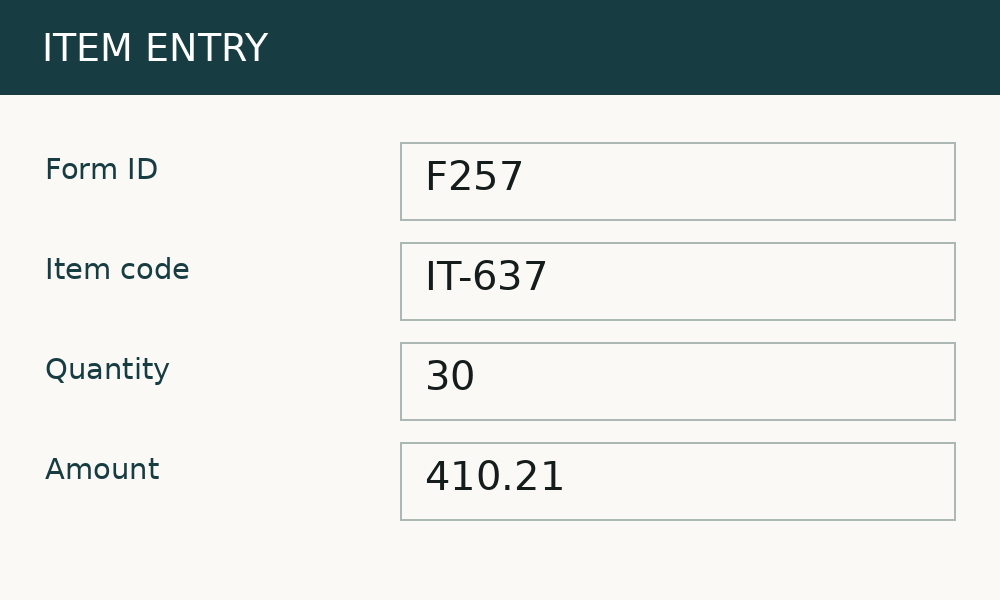 ITEM ENTRY
Form ID F257
Item code IT-637
Quantity 30
Amount 410.21